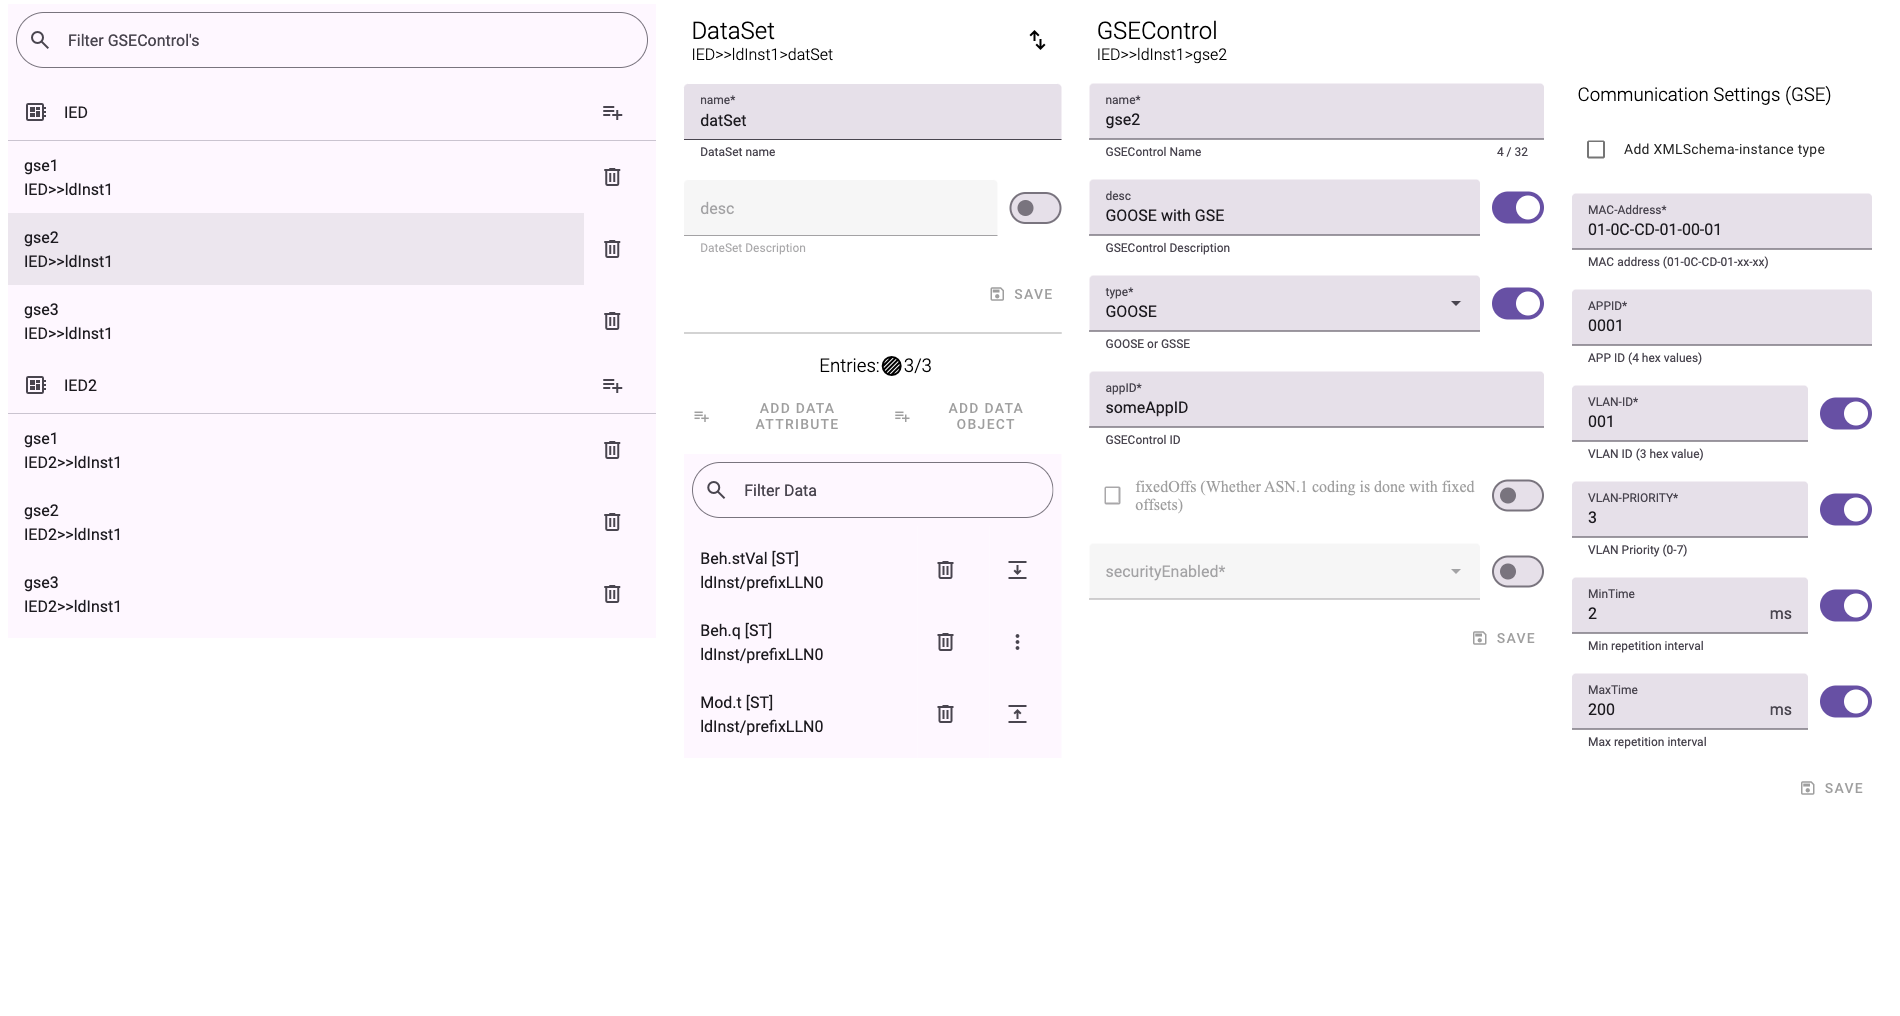 Filter GSEControl's
IED
gse1
IED>>ldInst1
gse2
IED>>ldInst1
gse3
IED>>ldInst1
IED2
gse1
IED2>>ldInst1
gse2
IED2>>ldInst1
gse3
IED2>>ldInst1
DataSet
IED>>ldInst1>datSet
name*
datSet
DataSet name
desc
DateSet Description
SAVE
Entries: 3/3
ADD DATA
ATTRIBUTE
ADD DATA
OBJECT
Filter Data
Beh.stVal [ST]
ldInst/prefixLLN0
Beh.q [ST]
ldInst/prefixLLN0
Mod.t [ST]
ldInst/prefixLLN0
GSEControl
IED>>ldInst1>gse2
name*
gse2
GSEControl Name 4 / 32
desc
GOOSE with GSE
GSEControl Description
type*
GOOSE
GOOSE or GSSE
appID*
someAppID
GSEControl ID
fixedOffs (Whether ASN.1 coding is done with fixed
offsets)
securityEnabled*
SAVE
Communication Settings (GSE)
Add XMLSchema-instance type
MAC-Address*
01-0C-CD-01-00-01
MAC address (01-0C-CD-01-xx-xx)
APPID*
0001
APP ID (4 hex values)
VLAN-ID*
001
VLAN ID (3 hex value)
VLAN-PRIORITY*
3
VLAN Priority (0-7)
MinTime
2 ms
Min repetition interval
MaxTime
200 ms
Max repetition interval
SAVE